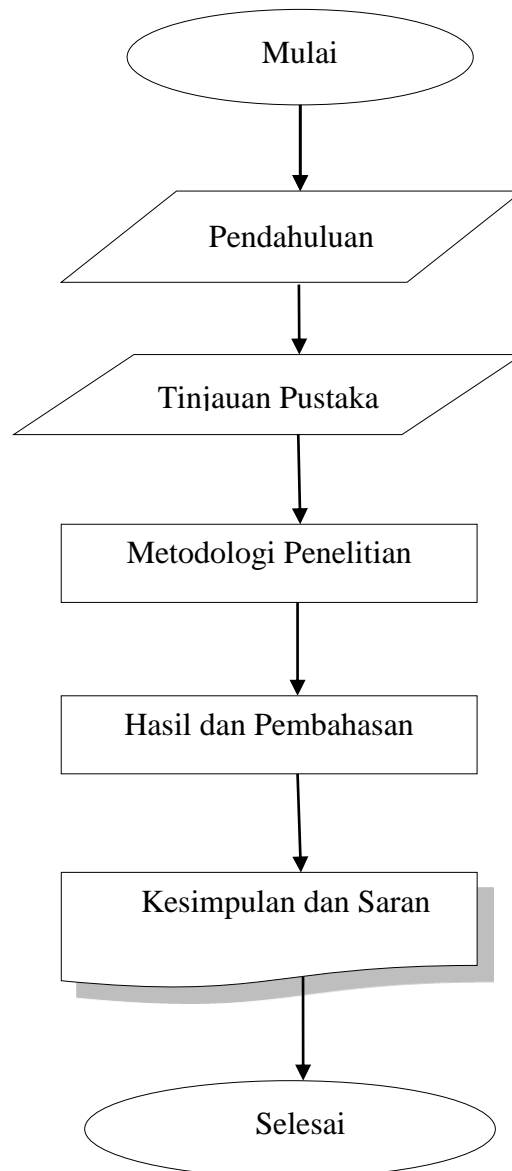 Mulai
Pendahuluan
Tinjauan Pustaka
Metodologi Penelitian
Hasil dan Pembahasan
Kesimpulan dan Saran
Selesai